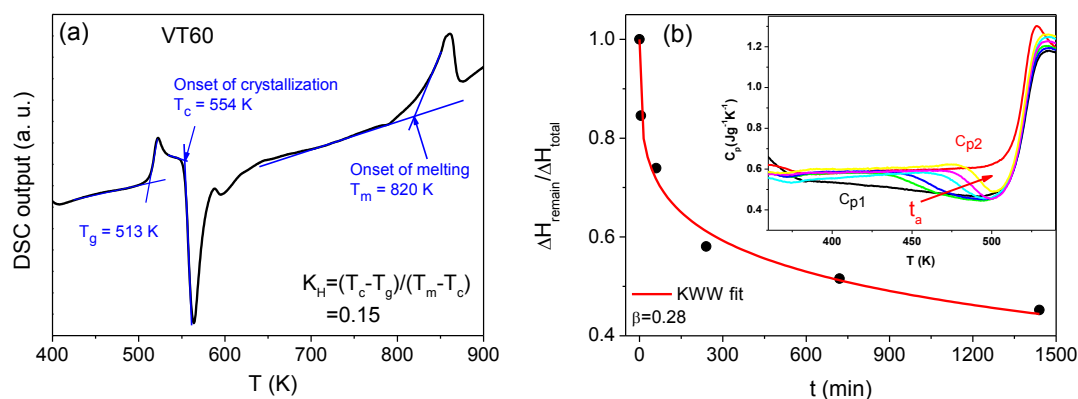 (a)
VT60
Onset of crystallization
T_c = 554 K
T_g = 513 K
Onset of melting
T_m = 820 K
K_H=(T_c-T_g)/(T_m-T_c)
=0.15
DSC output (a. u.)
400 500 600 700 800 900
T (K)
(b)
1.0
0.8
0.6
0.4
ΔH_remain/ΔH_total
KWW fit
β=0.28
0 300 600 900 1200 1500
t (min)
1.2
1.0
0.8
0.6
0.4
C_p(Jg⁻¹K⁻¹)
C_p2
C_p1
t_a
400 450 500
T (K)